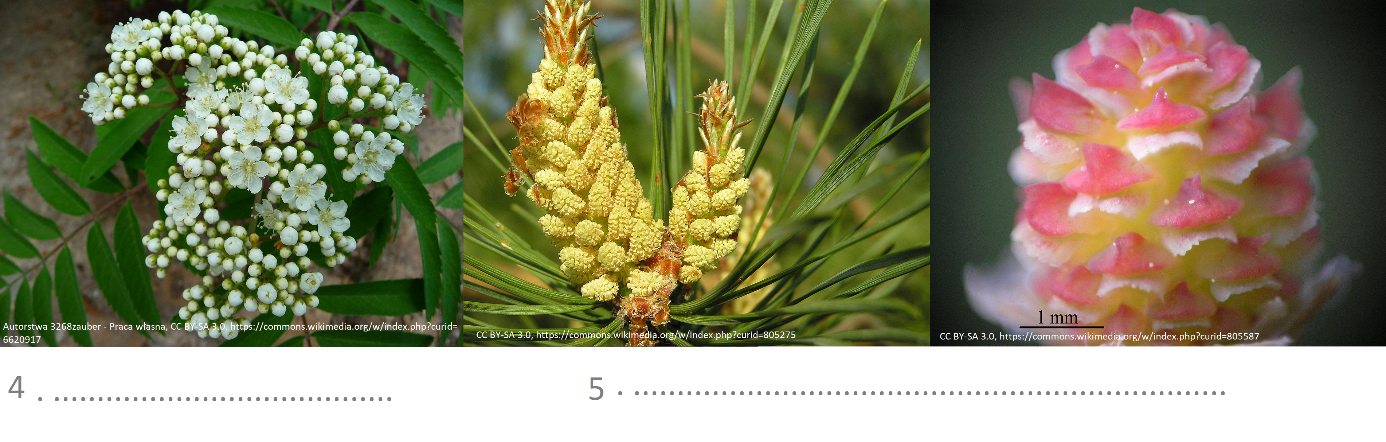 Autorstwa 3268zauber - Praca własna, CC BY-SA 3.0, https://commons.wikimedia.org/w/index.php?curid=
6620917
CC BY-SA 3.0, https://commons.wikimedia.org/w/index.php?curid=805275
1 mm
CC BY-SA 3.0, https://commons.wikimedia.org/w/index.php?curid=805587
4 . .......................................
5 . ....................................................................